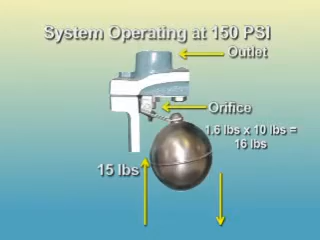 System Operating at 150 PSI
Outlet
Orifice
1.6 lbs x 10 lbs =
16 lbs
15 lbs